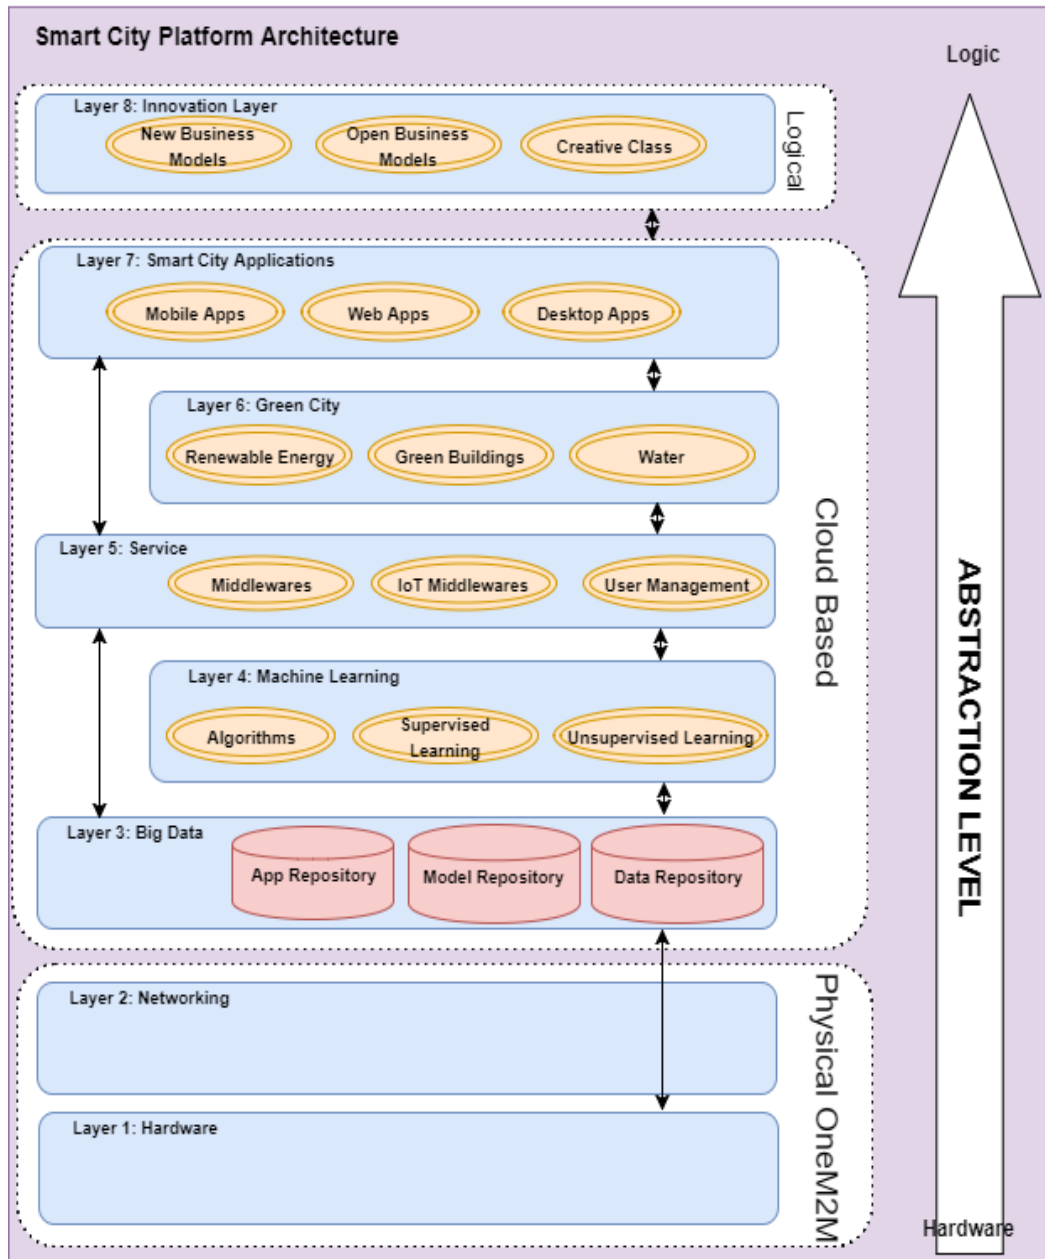 Smart City Platform Architecture
Logic
Layer 8: Innovation Layer
New Business
Models
Open Business
Models
Creative Class
Logical
Layer 7: Smart City Applications
Mobile Apps
Web Apps
Desktop Apps
Layer 6: Green City
Renewable Energy
Green Buildings
Water
Layer 5: Service
Middlewares
IoT Middlewares
User Management
Layer 4: Machine Learning
Algorithms
Supervised
Learning
Unsupervised Learning
Layer 3: Big Data
App Repository
Model Repository
Data Repository
Cloud Based
Layer 2: Networking
Layer 1: Hardware
Physical OneM2M
ABSTRACTION LEVEL
Hardware